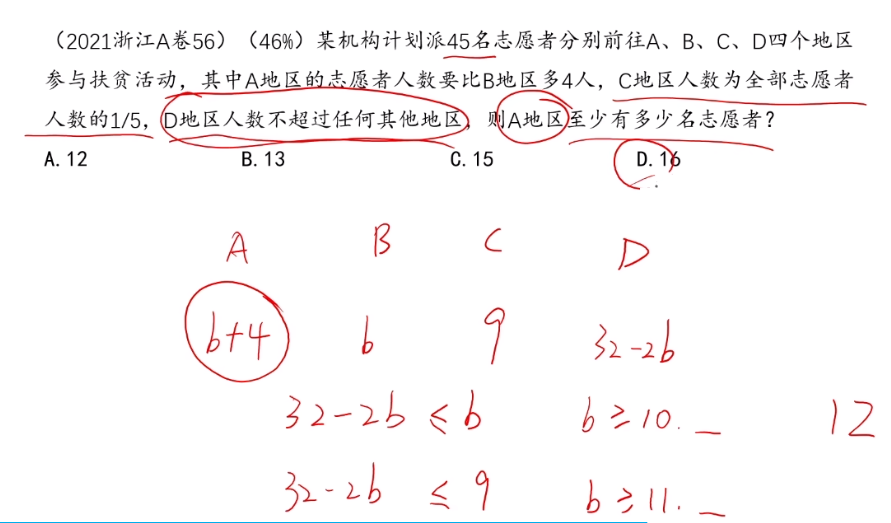 （2021浙江A卷56）（46%）某机构计划派45名志愿者分别前往A、B、C、D四个地区
参与扶贫活动，其中A地区的志愿者人数要比B地区多4人，C地区人数为全部志愿者
人数的1/5，D地区人数不超过任何其他地区，则A地区至少有多少名志愿者？
A. 12 B. 13 C. 15 D. 16
A B C D
b+4 b 9 32-2b
32-2b ≤ b b ≥ 10. _ 12
32-2b ≤ 9 b ≥ 11. _